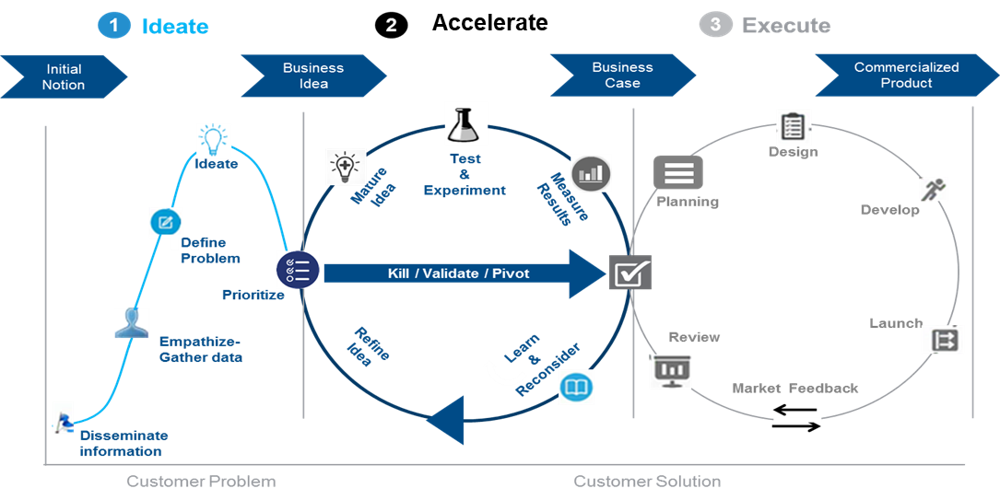 1 Ideate
2 Accelerate
3 Execute
Initial
Notion
Business
Idea
Business
Case
Commercialized
Product
Ideate
Define
Problem
Prioritize
Empathize-
Gather data
Disseminate
information
Mature
Idea
Test
&
Experiment
Measure
Results
Kill / Validate / Pivot
Refine
Idea
Learn
&
Reconsider
Design
Planning
Develop
Launch
Review
Market Feedback
Customer Problem
Customer Solution